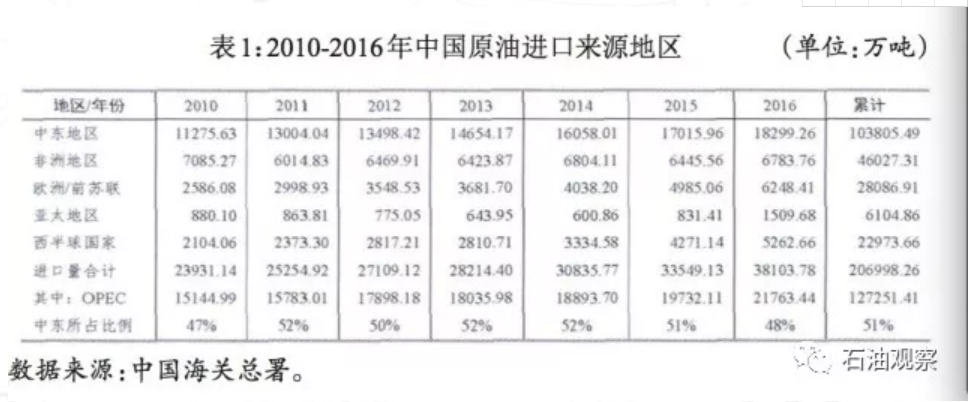 表1:2010-2016年中国原油进口来源地区 (单位:万吨)
地区/年份 2010 2011 2012 2013 2014 2015 2016 累计
中东地区 11275.63 13004.04 13498.42 14654.17 16058.01 17015.96 18299.26 103805.49
非洲地区 7085.27 6014.83 6469.91 6423.87 6804.11 6445.56 6783.76 46027.31
欧洲/前苏联 2586.08 2998.93 3548.53 3681.70 4038.20 4985.06 6248.41 28086.91
亚太地区 880.10 863.81 775.05 643.95 600.86 831.41 1509.68 6104.86
西半球国家 2104.06 2373.30 2817.21 2810.71 3334.58 4271.14 5262.66 22973.66
进口量合计 23931.14 25254.92 27109.12 28214.40 30835.77 33549.13 38103.78 206998.26
其中: OPEC 15144.99 15783.01 17898.18 18035.98 18893.70 19732.11 21763.44 127251.41
中东所占比例 47% 52% 50% 52% 52% 51% 48% 51%
数据来源:中国海关总署。
石油观察